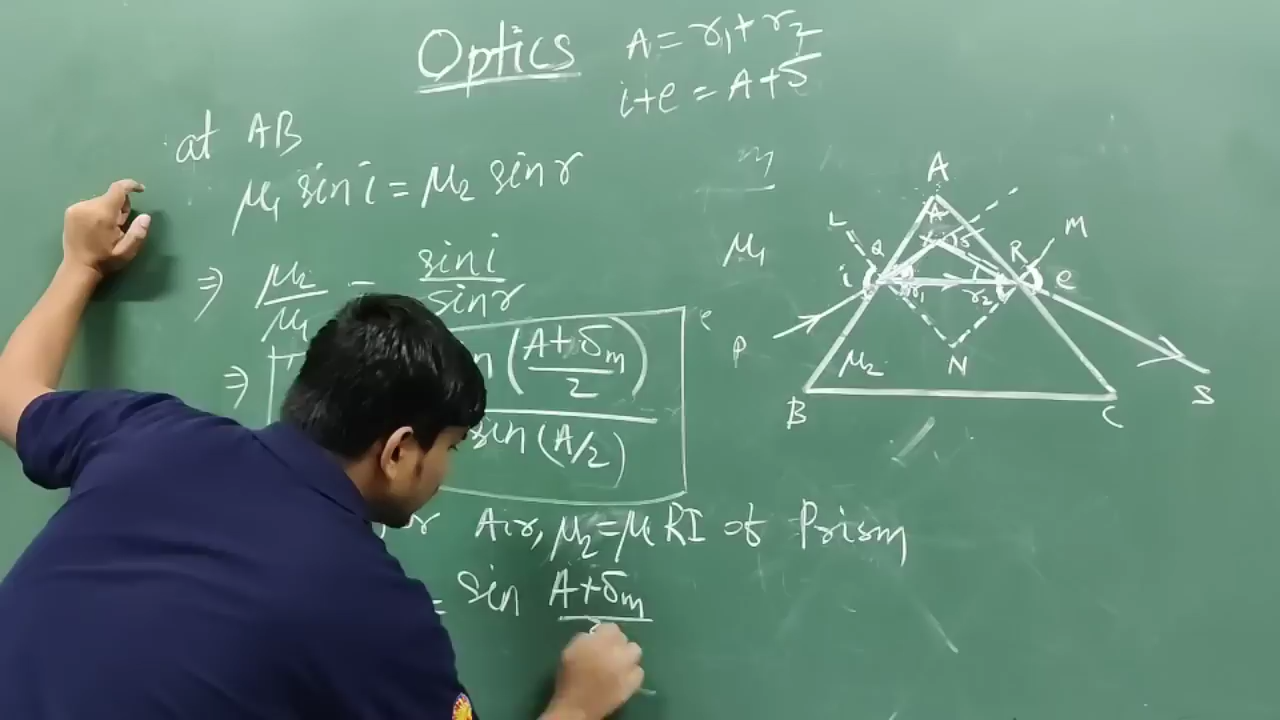 Optics
A = r₁ + r₂
i + e = A + δ
at AB
μ₁ sin i = μ₂ sin r
⇒ μ₂/μ₁ = sin i / sin r
⇒
(A + δm / 2)
sin (A/2)
Air, μ₂ = μ RI of Prism
= sin A + δm
μ₁
A
A
δ
L
M
Q
R
i
e
r₁
r₂
P
μ₂
N
S
B
C